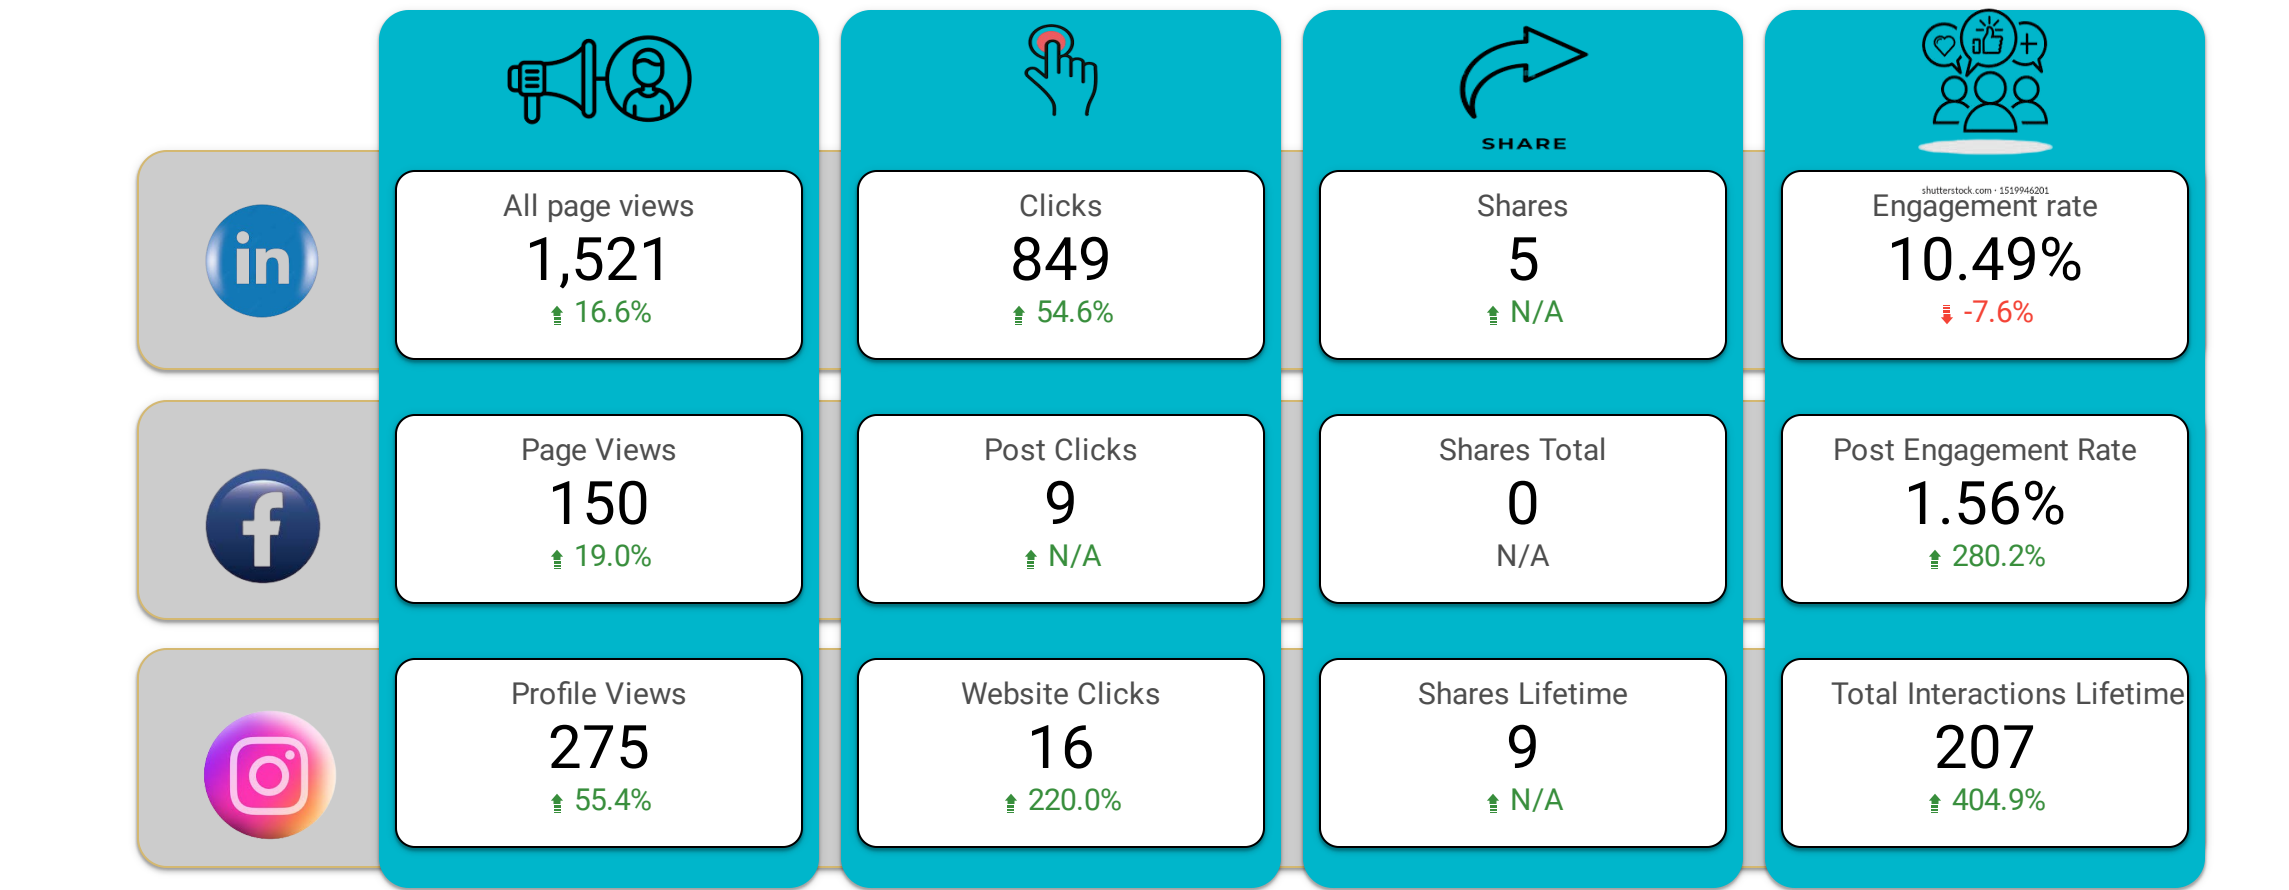 SHARE
in
shutterstock.com · 1519946201
All page views
1,521
16.6%
Clicks
849
54.6%
Shares
5
N/A
Engagement rate
10.49%
-7.6%
f
Page Views
150
19.0%
Post Clicks
9
N/A
Shares Total
0
N/A
Post Engagement Rate
1.56%
280.2%
Profile Views
275
55.4%
Website Clicks
16
220.0%
Shares Lifetime
9
N/A
Total Interactions Lifetime
207
404.9%